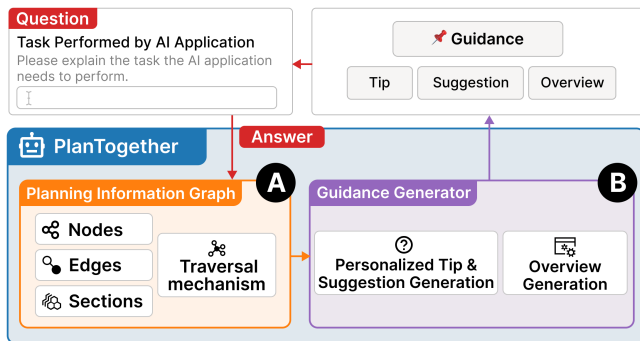 Question
Task Performed by AI Application
Please explain the task the AI application
needs to perform.
Guidance
Tip
Suggestion
Overview
Answer
PlanTogether
Planning Information Graph
A
Nodes
Edges
Sections
Traversal
mechanism
Guidance Generator
B
Personalized Tip &
Suggestion Generation
Overview
Generation